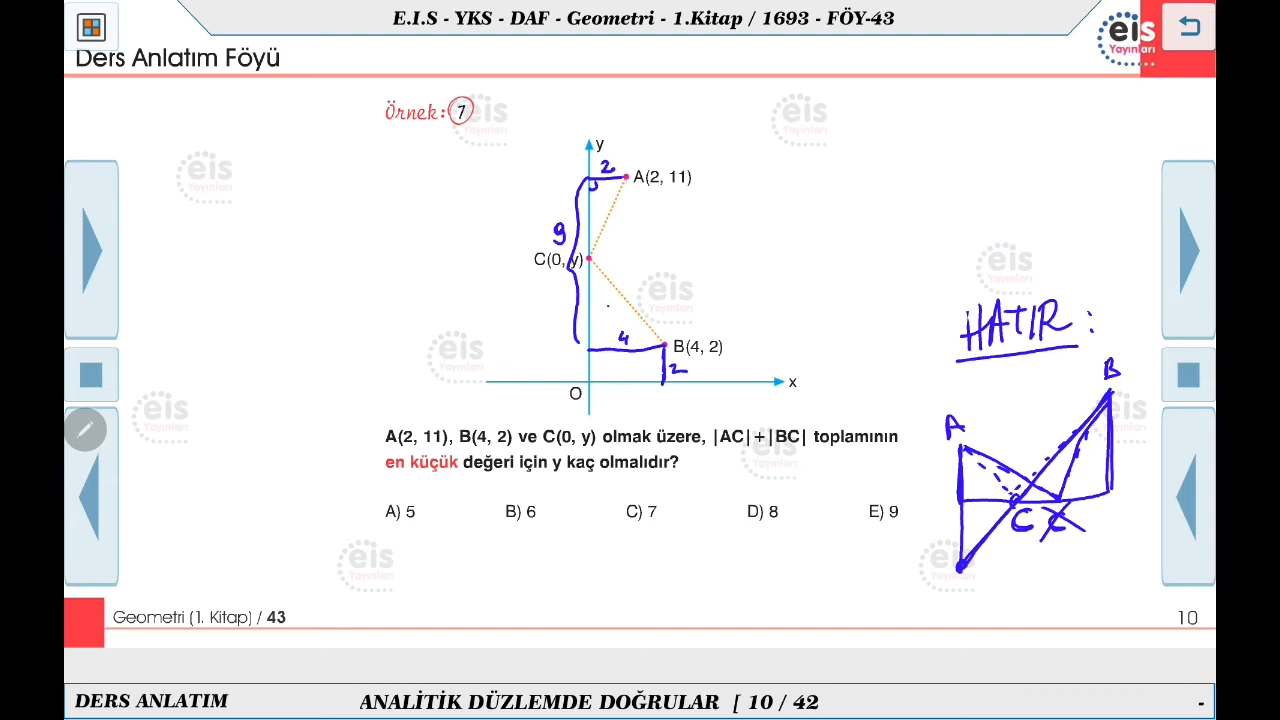 E.I.S - YKS - DAF - Geometri - 1.Kitap / 1693 - FÖY-43
eis
Yayınları
Ders Anlatım Föyü
Örnek: 7
y
2
A(2, 11)
9
C(0, y)
4
B(4, 2)
2
O
x
HATIR:
A
B
C C
A(2, 11), B(4, 2) ve C(0, y) olmak üzere, |AC|+|BC| toplamının
en küçük değeri için y kaç olmalıdır?
A) 5 B) 6 C) 7 D) 8 E) 9
Geometri (1. Kitap) / 43
10
DERS ANLATIM
ANALİTİK DÜZLEMDE DOĞRULAR [ 10 / 42
-